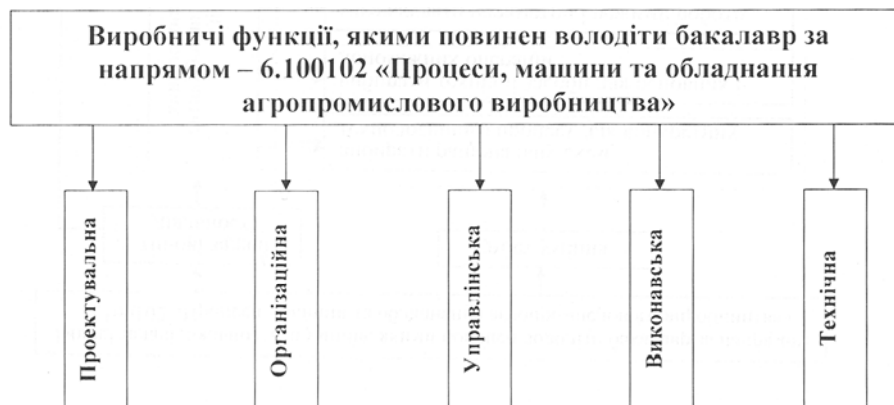 Виробничі функції, якими повинен володіти бакалавр за
напрямом – 6.100102 «Процеси, машини та обладнання
агропромислового виробництва»
Проектувальна
Організаційна
Управлінська
Виконавська
Технічна